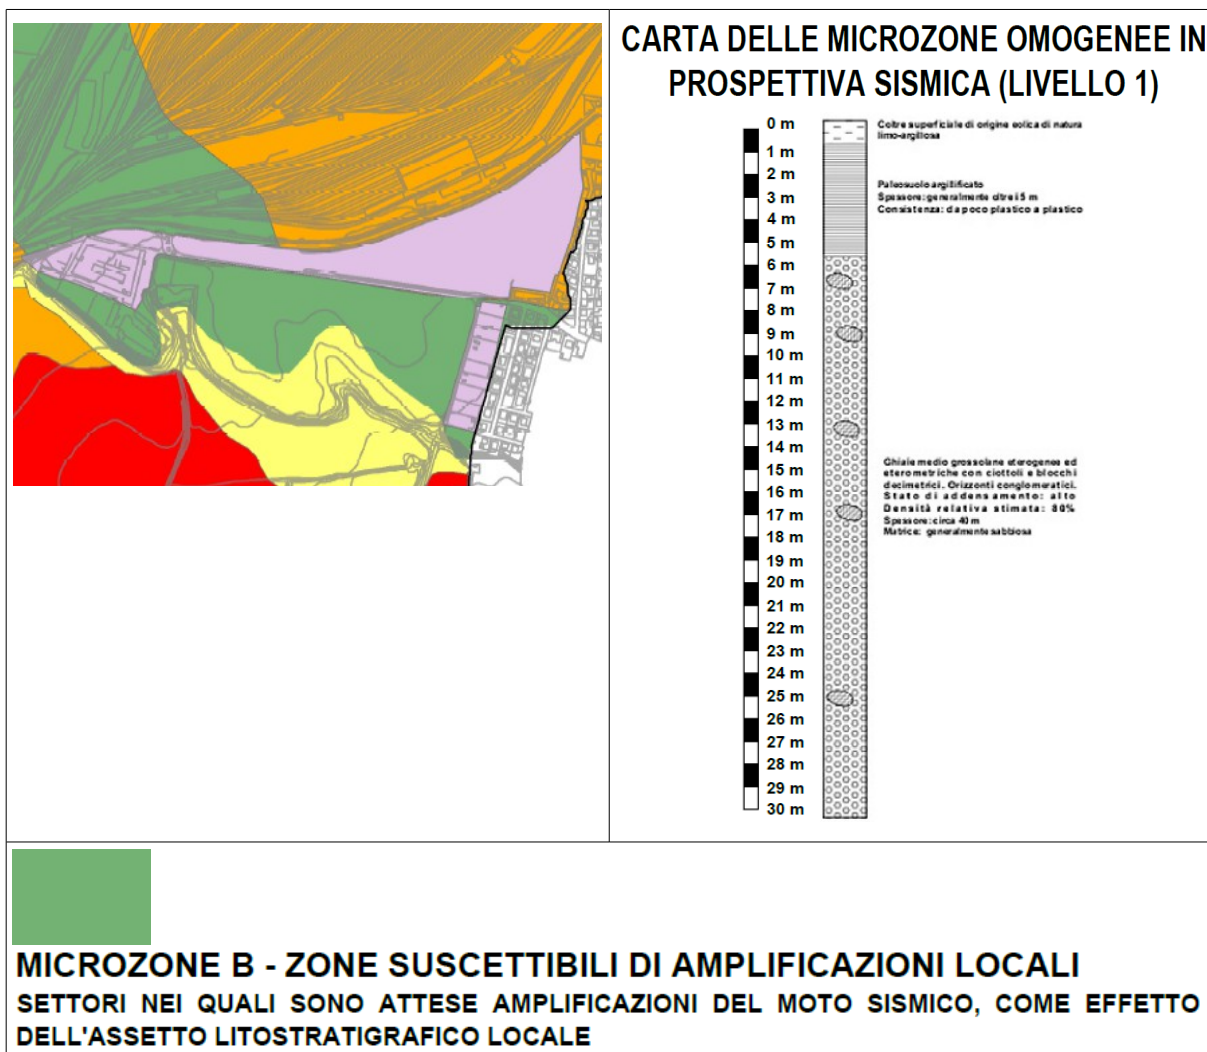 CARTA DELLE MICROZONE OMOGENEE IN
PROSPETTIVA SISMICA (LIVELLO 1)
0 m
1 m
2 m
3 m
4 m
5 m
6 m
7 m
8 m
9 m
10 m
11 m
12 m
13 m
14 m
15 m
16 m
17 m
18 m
19 m
20 m
21 m
22 m
23 m
24 m
25 m
26 m
27 m
28 m
29 m
30 m
Coltre superficiale di origine eolica di natura
limo-argillosa
Paleosuolo argillificato
Spessore: generalmente oltre i 5 m
Consistenza: da poco plastico a plastico
Ghiaie medio grossolane eterogenee ed
eterometriche con ciottoli e blocchi
decimetrici. Orizzonti conglomeratici.
Stato di addensamento: alto
Densità relativa stimata: 80%
Spessore: circa 40 m
Matrice: generalmente sabbiosa
MICROZONE B - ZONE SUSCETTIBILI DI AMPLIFICAZIONI LOCALI
SETTORI NEI QUALI SONO ATTESE AMPLIFICAZIONI DEL MOTO SISMICO, COME EFFETTO
DELL'ASSETTO LITOSTRATIGRAFICO LOCALE